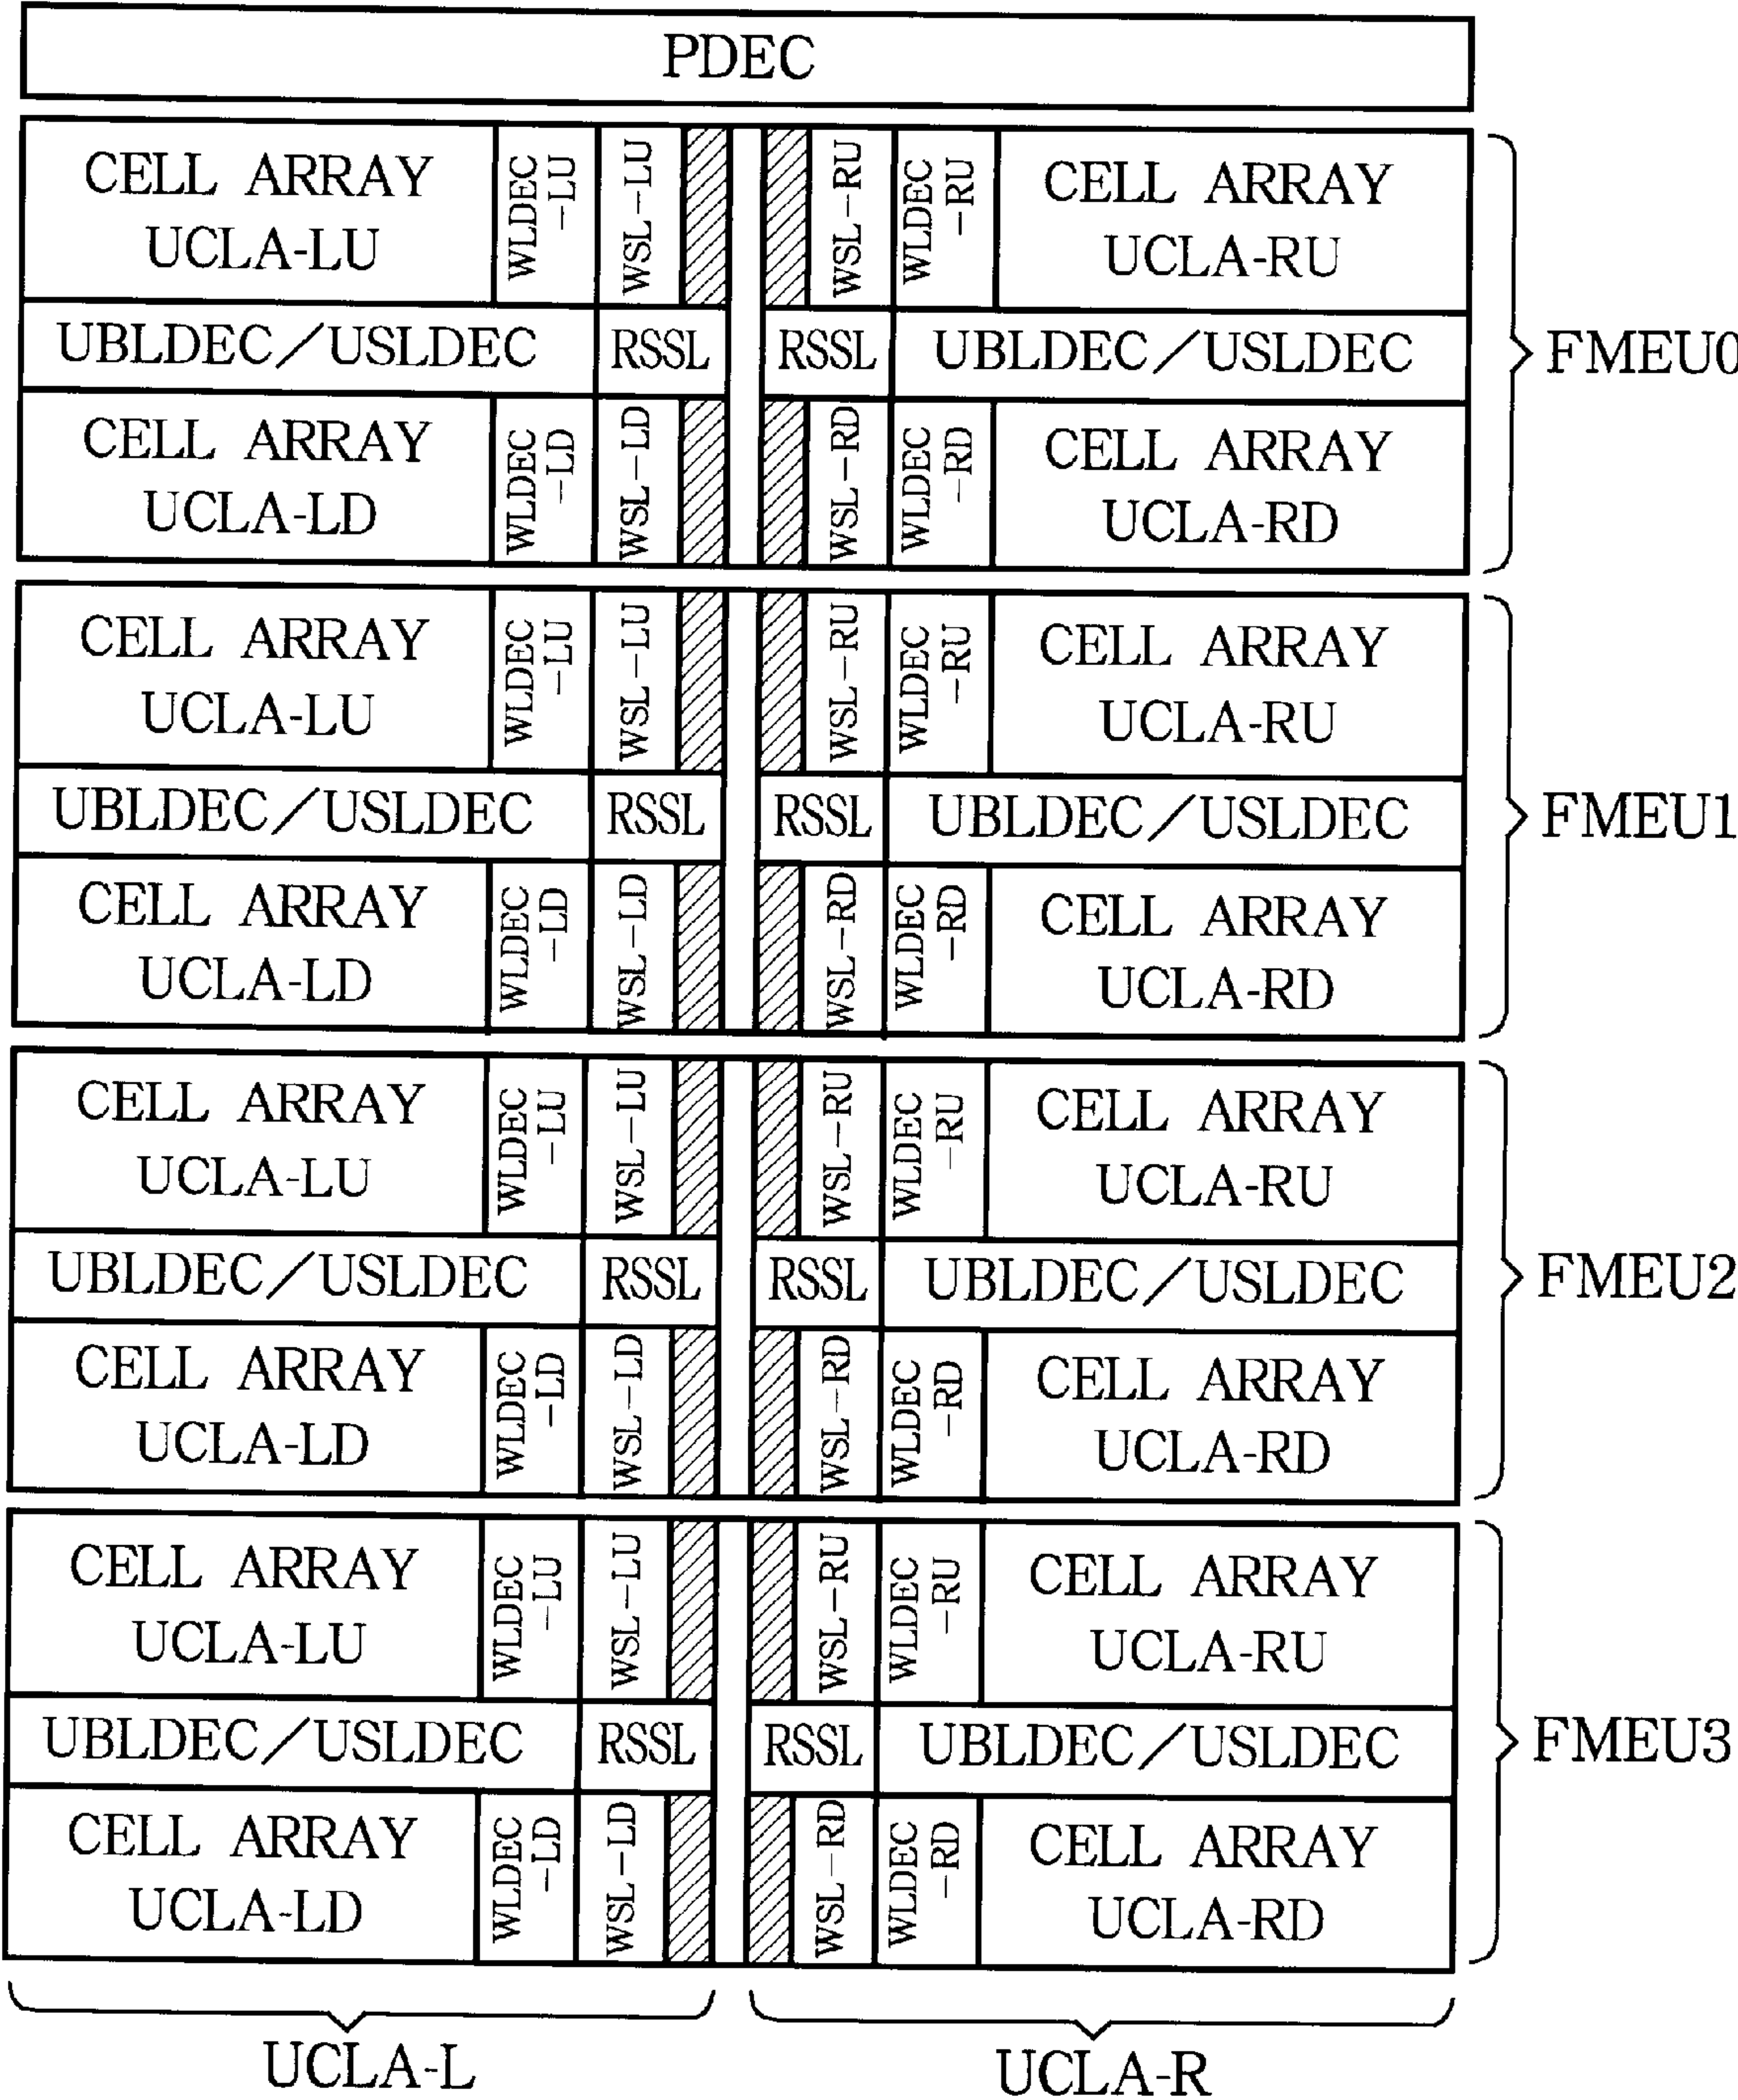 PDEC
CELL ARRAY
UCLA-LU
WLDEC
-LU
WSL-LU
WSL-RU
WLDEC
-RU
CELL ARRAY
UCLA-RU
UBLDEC/USLDEC
RSSL
RSSL
UBLDEC/USLDEC
FMEU0
CELL ARRAY
UCLA-LD
WLDEC
-LD
WSL-LD
WSL-RD
WLDEC
-RD
CELL ARRAY
UCLA-RD
CELL ARRAY
UCLA-LU
WLDEC
-LU
WSL-LU
WSL-RU
WLDEC
-RU
CELL ARRAY
UCLA-RU
UBLDEC/USLDEC
RSSL
RSSL
UBLDEC/USLDEC
FMEU1
CELL ARRAY
UCLA-LD
WLDEC
-LD
WSL-LD
WSL-RD
WLDEC
-RD
CELL ARRAY
UCLA-RD
CELL ARRAY
UCLA-LU
WLDEC
-LU
WSL-LU
WSL-RU
WLDEC
-RU
CELL ARRAY
UCLA-RU
UBLDEC/USLDEC
RSSL
RSSL
UBLDEC/USLDEC
FMEU2
CELL ARRAY
UCLA-LD
WLDEC
-LD
WSL-LD
WSL-RD
WLDEC
-RD
CELL ARRAY
UCLA-RD
CELL ARRAY
UCLA-LU
WLDEC
-LU
WSL-LU
WSL-RU
WLDEC
-RU
CELL ARRAY
UCLA-RU
UBLDEC/USLDEC
RSSL
RSSL
UBLDEC/USLDEC
FMEU3
CELL ARRAY
UCLA-LD
WLDEC
-LD
WSL-LD
WSL-RD
WLDEC
-RD
CELL ARRAY
UCLA-RD
UCLA-L
UCLA-R